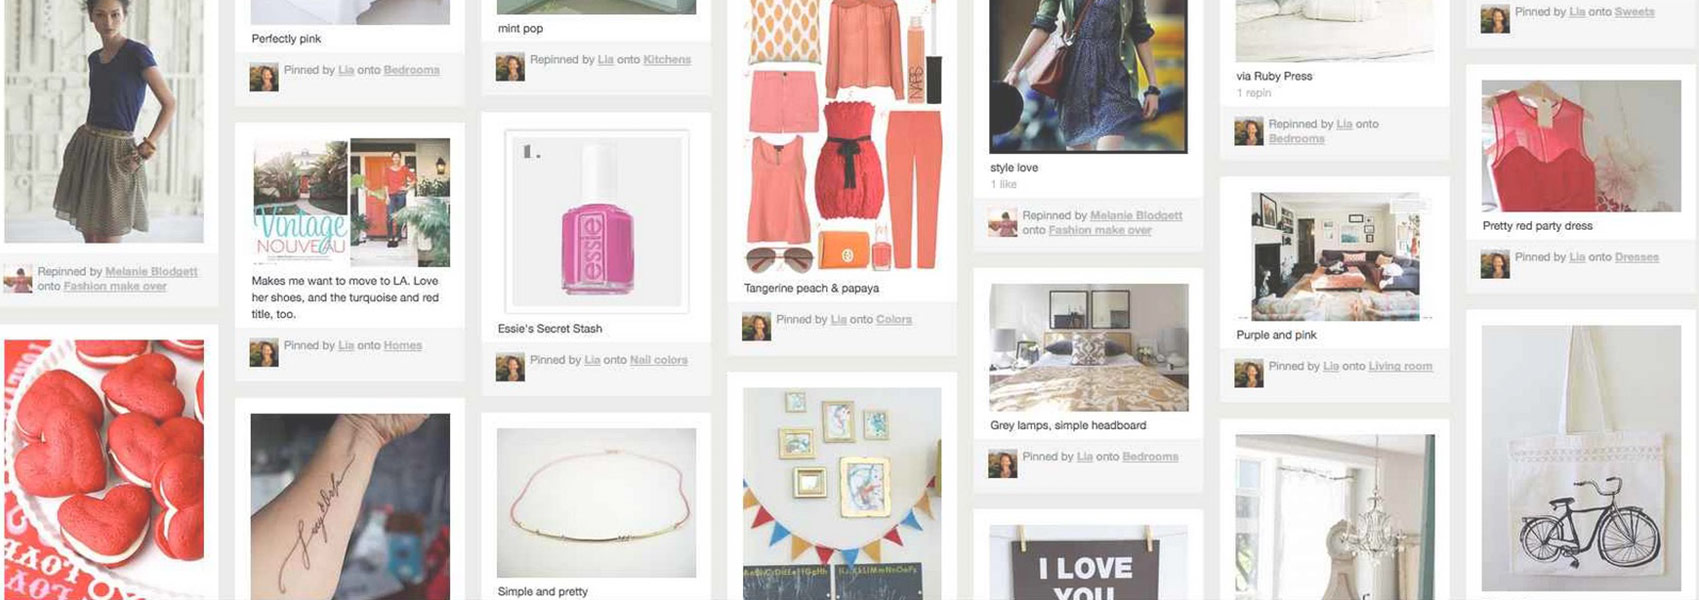 Repinned by Melanie Blodgett
onto Fashion make over
LOVE
Perfectly pink
Pinned by Lia onto Bedrooms
Vintage
NOUVEAU
Makes me want to move to LA. Love
her shoes, and the turquoise and red
title, too.
Pinned by Lia onto Homes
mint pop
Repinned by Lia onto Kitchens
1.
essie
Essie's Secret Stash
Pinned by Lia onto Nail colors
Simple and pretty
NARS
Tangerine peach & papaya
Pinned by Lia onto Colors
style love
1 like
Repinned by Melanie Blodgett
onto Fashion make over
Grey lamps, simple headboard
Pinned by Lia onto Bedrooms
I LOVE
YOU
via Ruby Press
1 repin
Repinned by Lia onto
Bedrooms
Purple and pink
Pinned by Lia onto Living room
Pinned by Lia onto Sweets
Pretty red party dress
Pinned by Lia onto Dresses